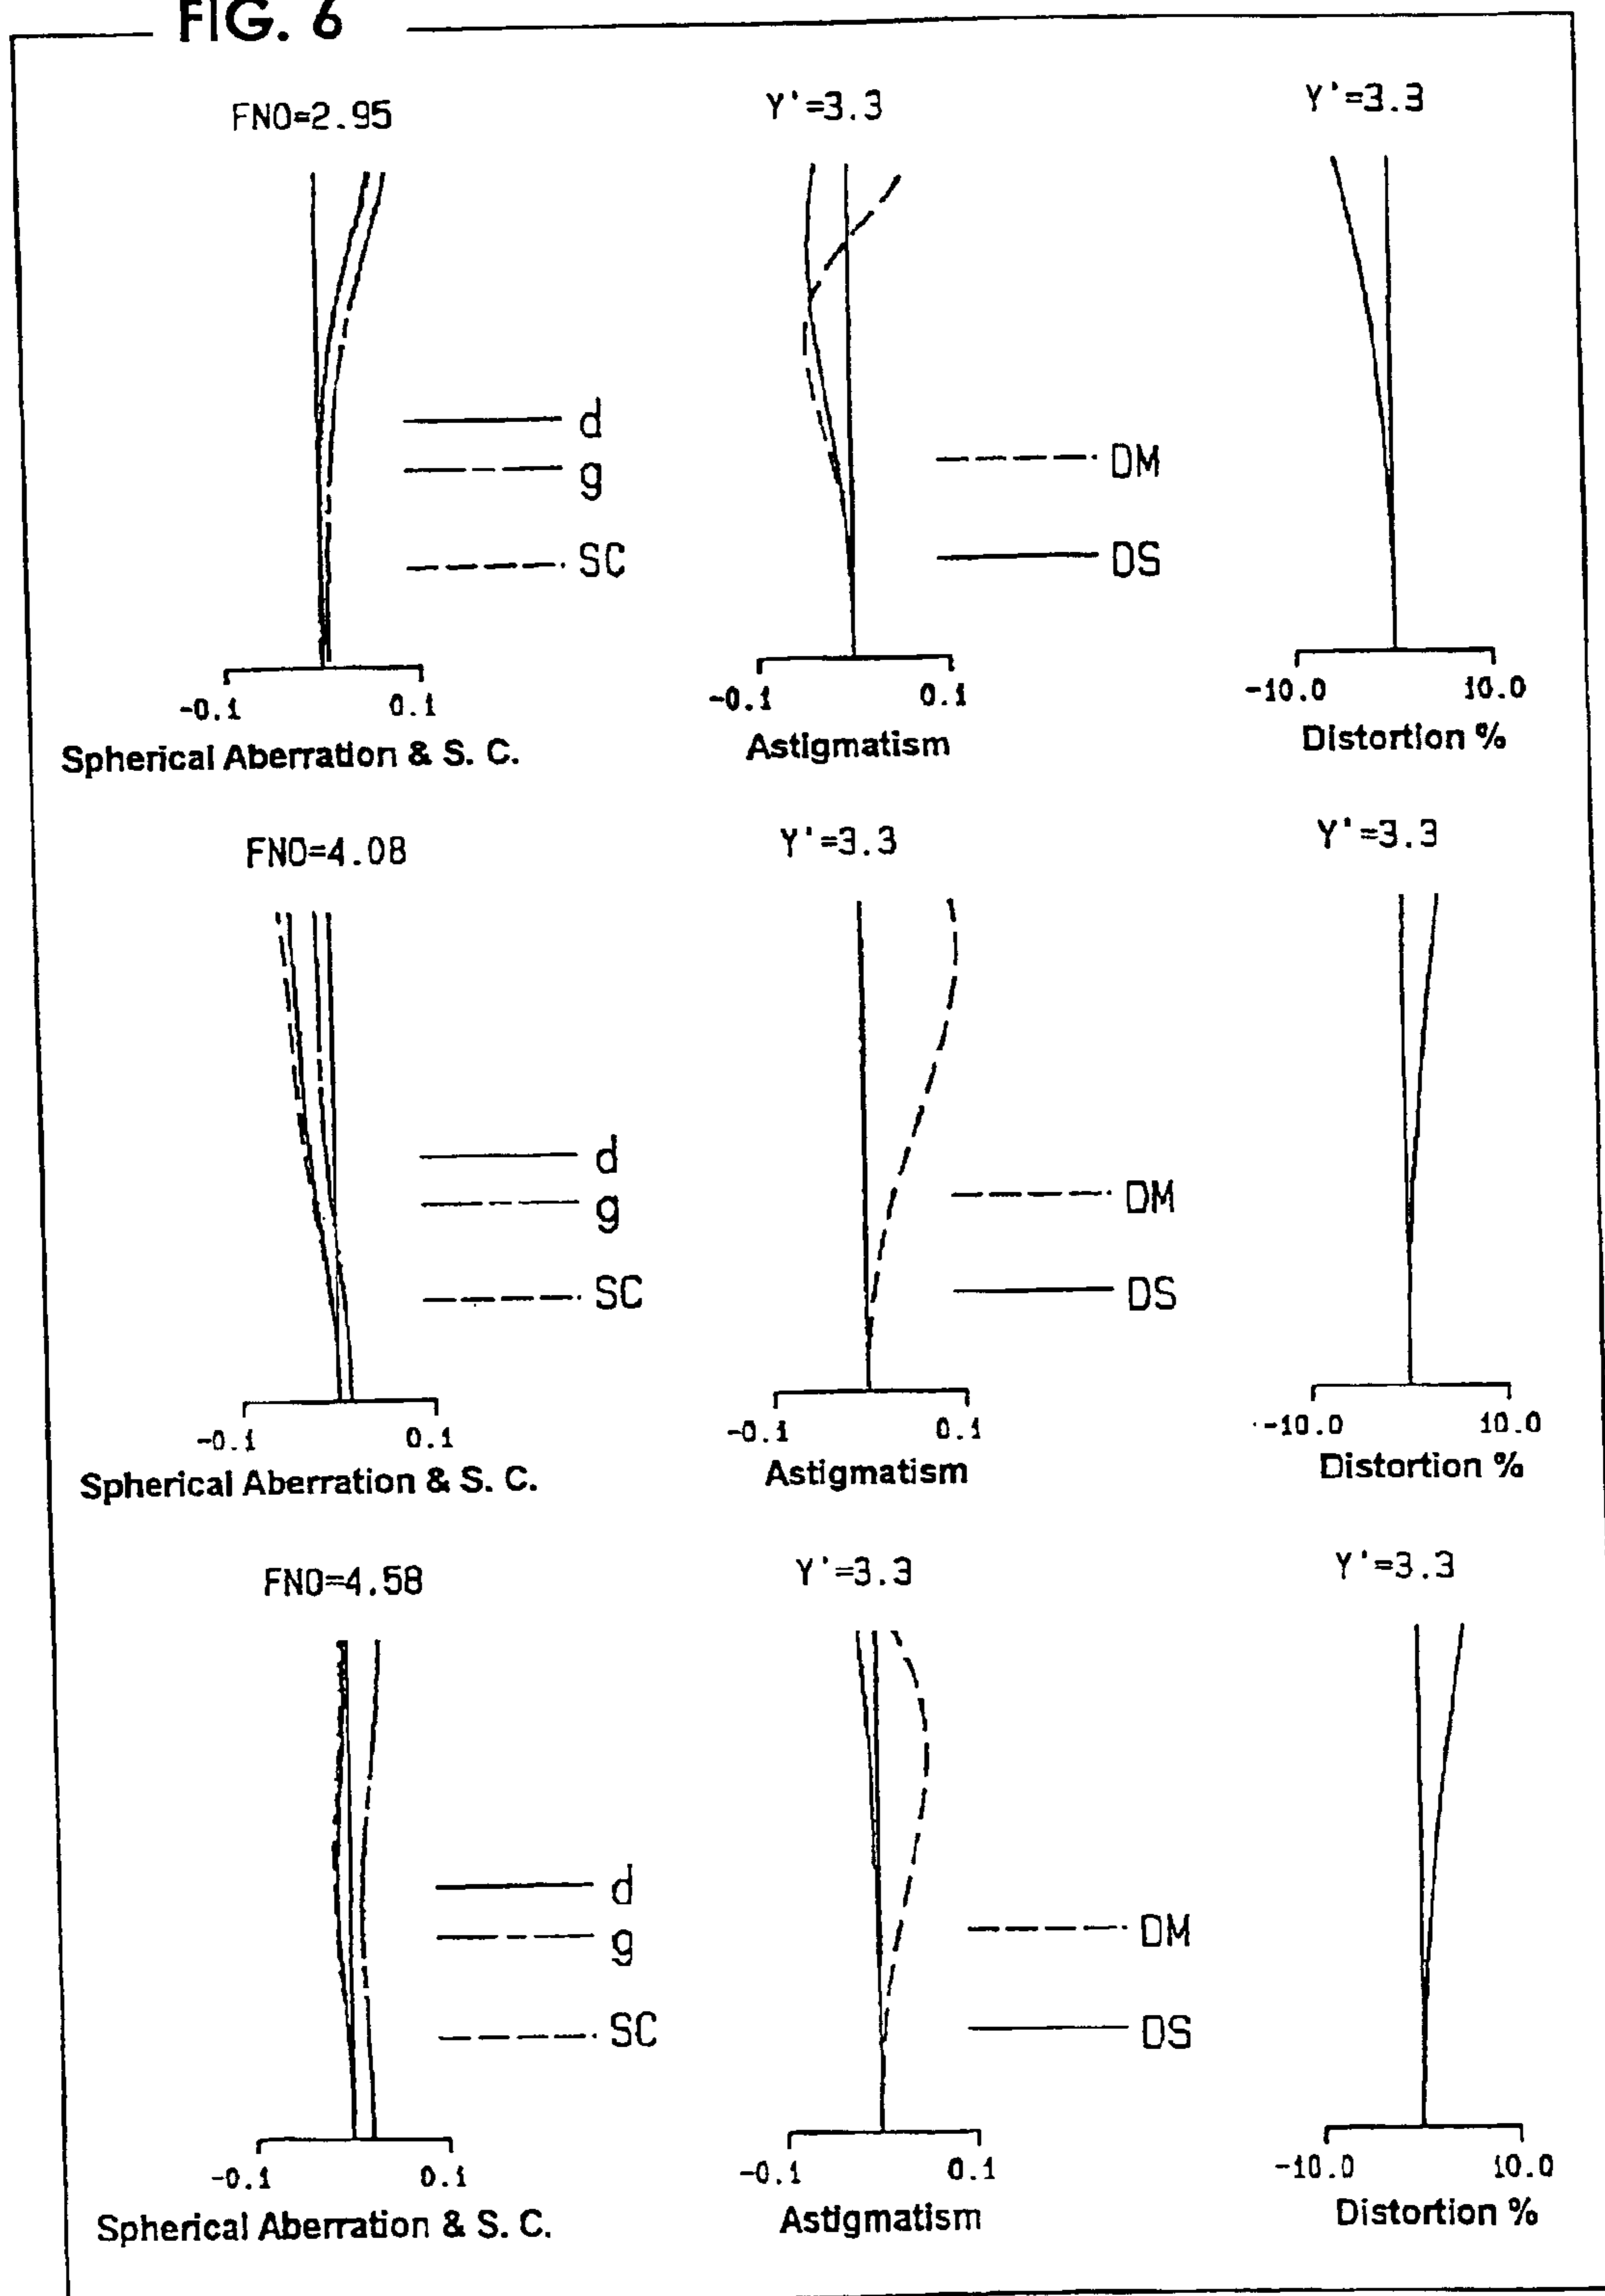 FIG. 6
FNO=2.95
Y'=3.3
Y'=3.3
d
g
SC
DM
DS
-0.1
0.1
-0.1
0.1
-10.0
10.0
Spherical Aberration & S. C.
Astigmatism
Distortion %
FNO=4.08
Y'=3.3
Y'=3.3
d
g
SC
DM
DS
-0.1
0.1
-0.1
0.1
-10.0
10.0
Spherical Aberration & S. C.
Astigmatism
Distortion %
FNO=4.58
Y'=3.3
Y'=3.3
d
g
SC
DM
DS
-0.1
0.1
-0.1
0.1
-10.0
10.0
Spherical Aberration & S. C.
Astigmatism
Distortion %